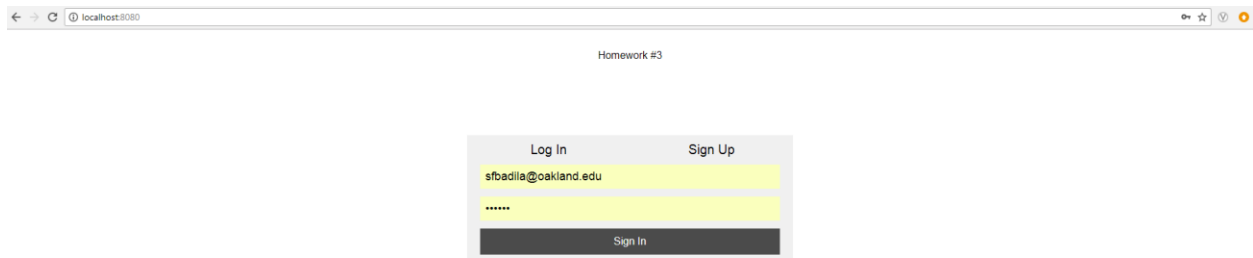 localhost:8080
Homework #3
Log In Sign Up
sfbadila@oakland.edu
••••••
Sign In